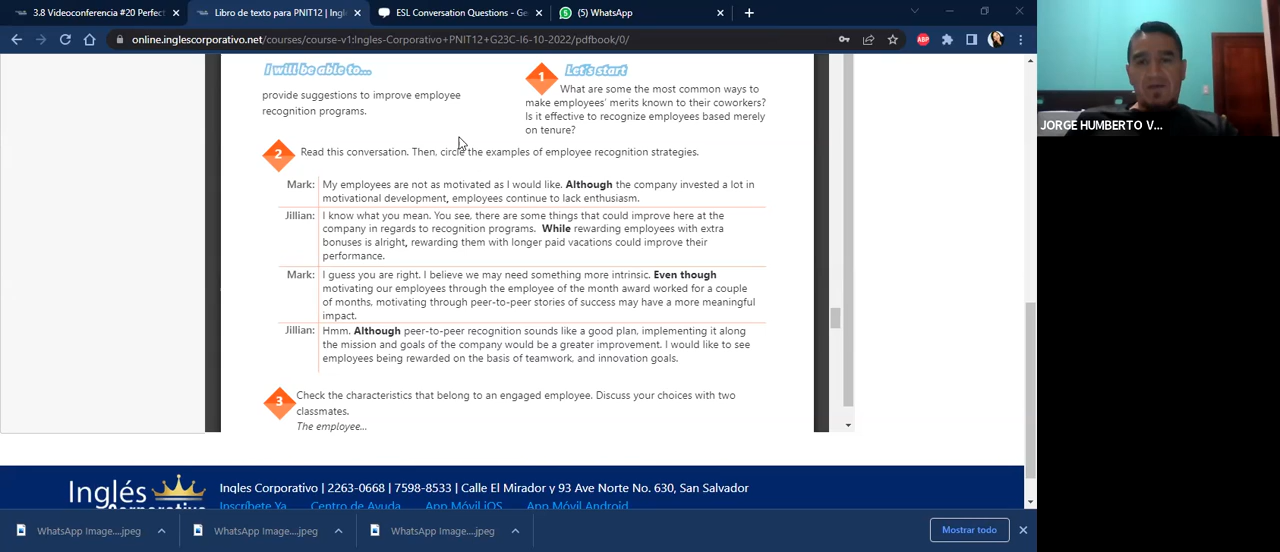 3.8 Videoconferencia #20 Perfect
Libro de texto para PNIT12 | Ingl
ESL Conversation Questions - Ge
WhatsApp
online.inglescorporativo.net/courses/course-v1:Ingles-Corporativo+PNIT12+G23C-I6-10-2022/pdfbook/0/
ABP
I will be able to...
provide suggestions to improve employee
recognition programs.
1
Let's start
What are some of the most common ways to
make employees' merits known to their coworkers?
Is it effective to recognize employees based merely
on tenure?
2
Read this conversation. Then, circle the examples of employee recognition strategies.
Mark: My employees are not as motivated as I would like. Although the company invested a lot in
motivational development, employees continue to lack enthusiasm.
Jillian: I know what you mean. You see, there are some things that could improve here at the
company in regards to recognition programs. While rewarding employees with extra
bonuses is alright, rewarding them with longer paid vacations could improve their
performance.
Mark: I guess you are right. I believe we may need something more intrinsic. Even though
motivating our employees through the employee of the month award worked for a couple
of months, motivating through peer-to-peer stories of success may have a more meaningful
impact.
Jillian: Hmm. Although peer-to-peer recognition sounds like a good plan, implementing it along
the mission and goals of the company would be a greater improvement. I would like to see
employees being rewarded on the basis of teamwork, and innovation goals.
3
Check the characteristics that belong to an engaged employee. Discuss your choices with two
classmates.
The employee...
Inglés
Corporativo
Ingles Corporativo | 2263-0668 | 7598-8533 | Calle El Mirador y 93 Ave Norte No. 630, San Salvador
Inscríbete Ya Centro de Ayuda App Móvil iOS App Móvil Android
WhatsApp Image....jpeg
WhatsApp Image....jpeg
WhatsApp Image....jpeg
Mostrar todo
JORGE HUMBERTO V...